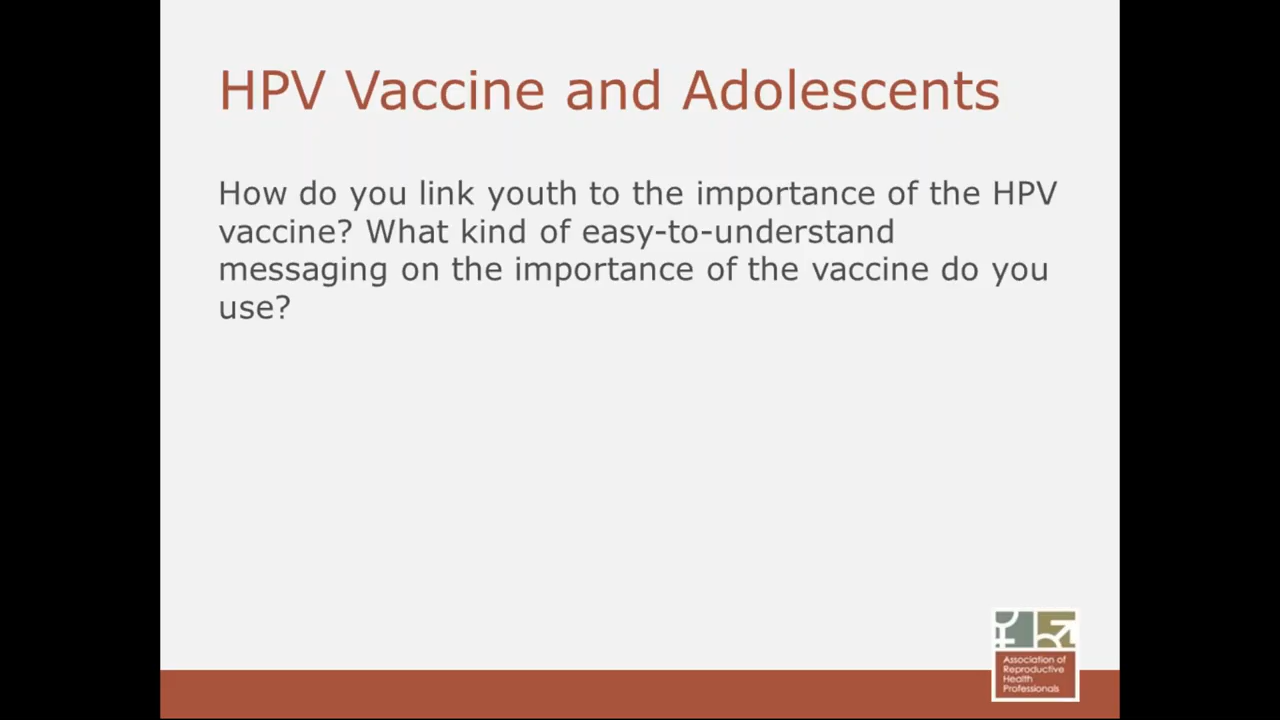 HPV Vaccine and Adolescents
How do you link youth to the importance of the HPV
vaccine? What kind of easy-to-understand
messaging on the importance of the vaccine do you
use?
Association of
Reproductive
Health
Professionals